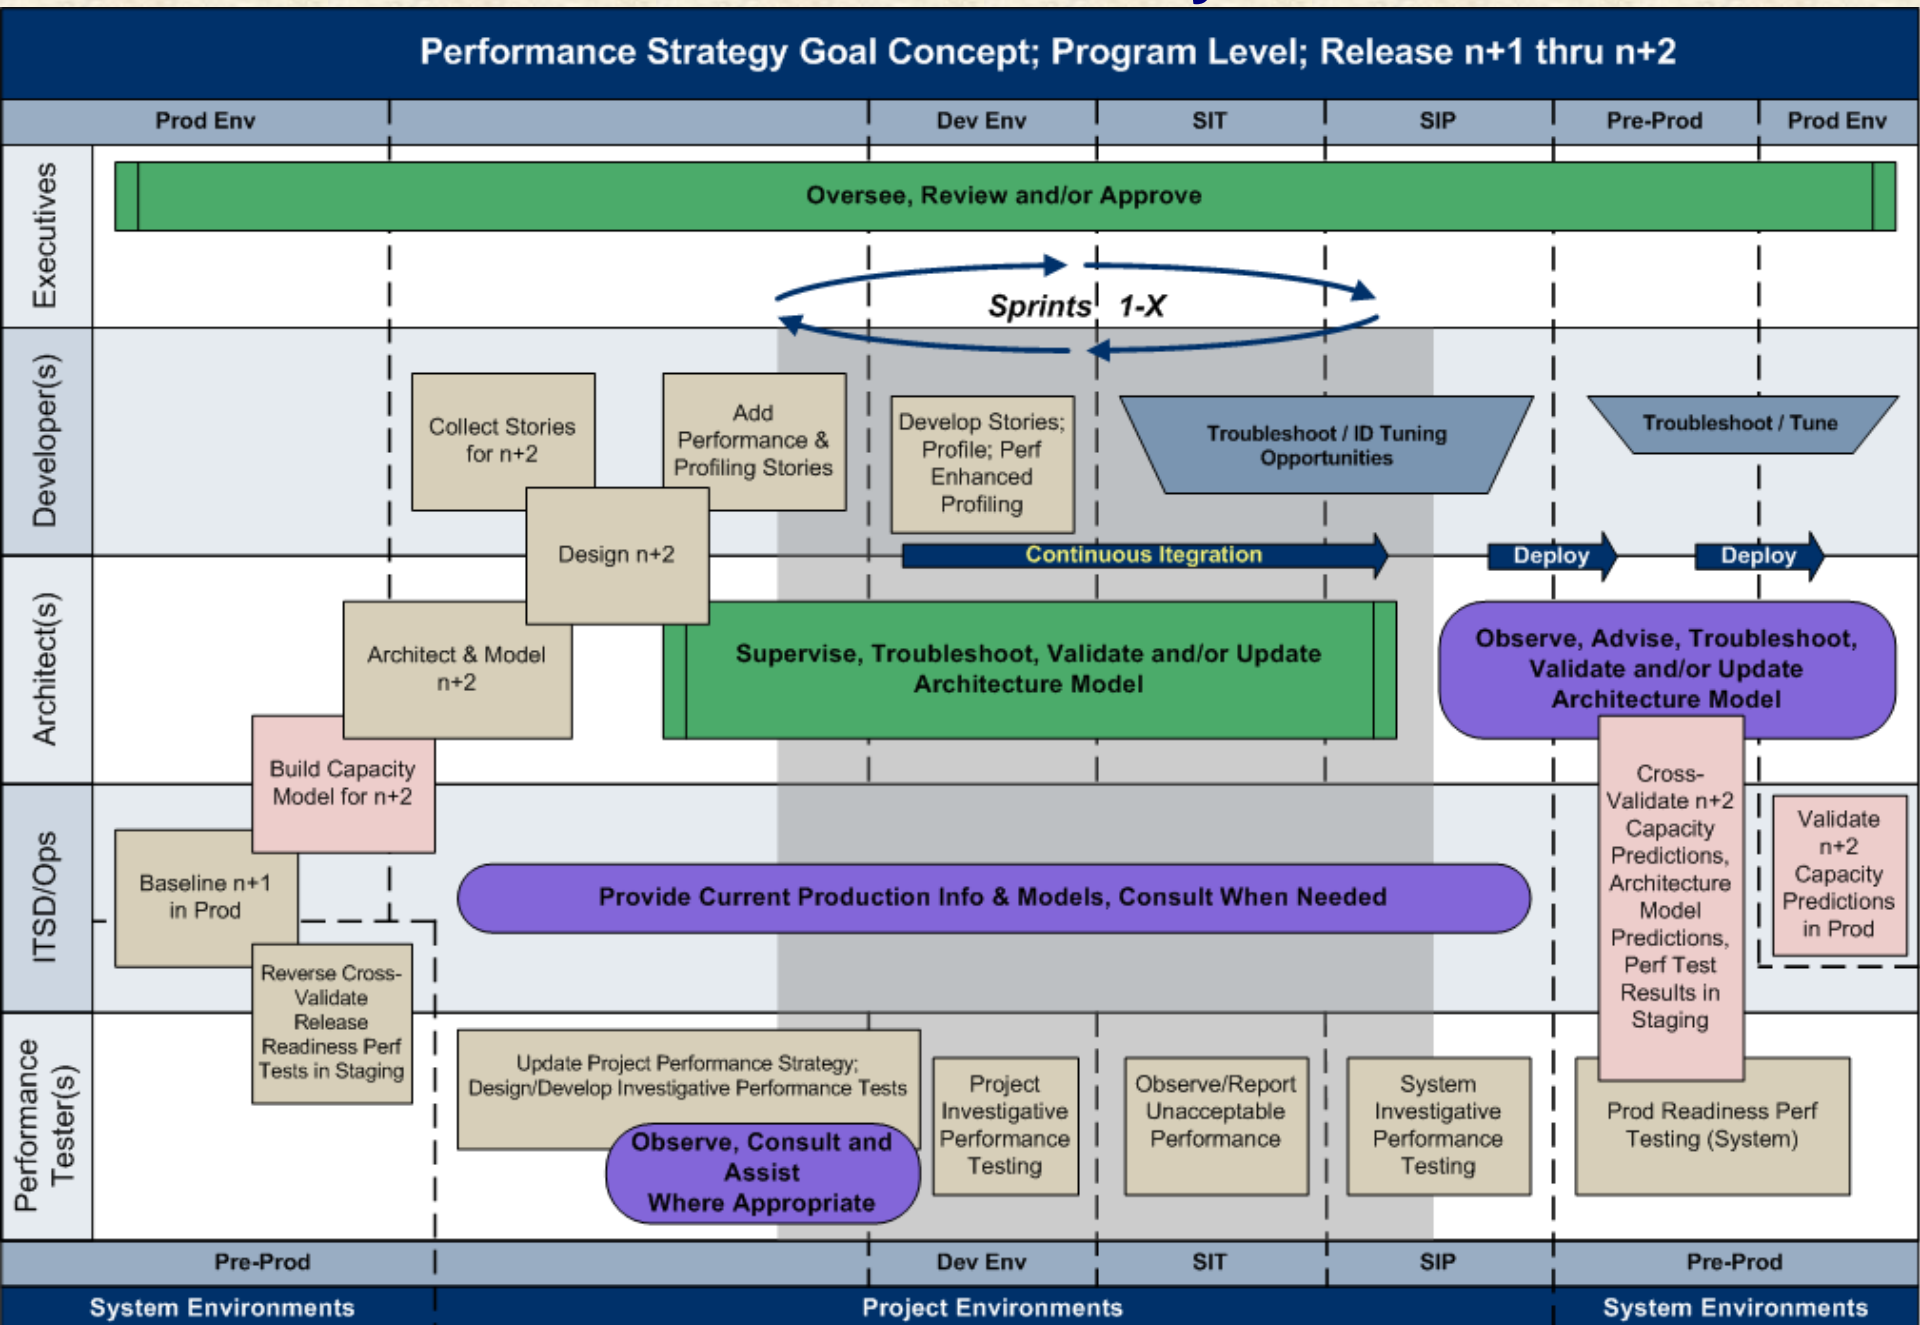 Performance Strategy Goal Concept; Program Level; Release n+1 thru n+2
Prod Env
Dev Env
SIT
SIP
Pre-Prod
Prod Env
Executives
Oversee, Review and/or Approve
Sprints 1-X
Developer(s)
Collect Stories
for n+2
Add
Performance &
Profiling Stories
Develop Stories;
Profile; Perf
Enhanced
Profiling
Troubleshoot / ID Tuning
Opportunities
Troubleshoot / Tune
Design n+2
Continuous Itegration
Deploy
Deploy
Architect(s)
Architect & Model
n+2
Supervise, Troubleshoot, Validate and/or Update
Architecture Model
Observe, Advise, Troubleshoot,
Validate and/or Update
Architecture Model
Build Capacity
Model for n+2
ITSD/Ops
Baseline n+1
in Prod
Provide Current Production Info & Models, Consult When Needed
Cross-
Validate n+2
Capacity
Predictions,
Architecture
Model
Predictions,
Perf Test
Results in
Staging
Validate
n+2
Capacity
Predictions
in Prod
Reverse Cross-
Validate
Release
Readiness Perf
Tests in Staging
Performance
Tester(s)
Update Project Performance Strategy;
Design/Develop Investigative Performance Tests
Observe, Consult and
Assist
Where Appropriate
Project
Investigative
Performance
Testing
Observe/Report
Unacceptable
Performance
System
Investigative
Performance
Testing
Prod Readiness Perf
Testing (System)
Pre-Prod
Dev Env
SIT
SIP
Pre-Prod
System Environments
Project Environments
System Environments